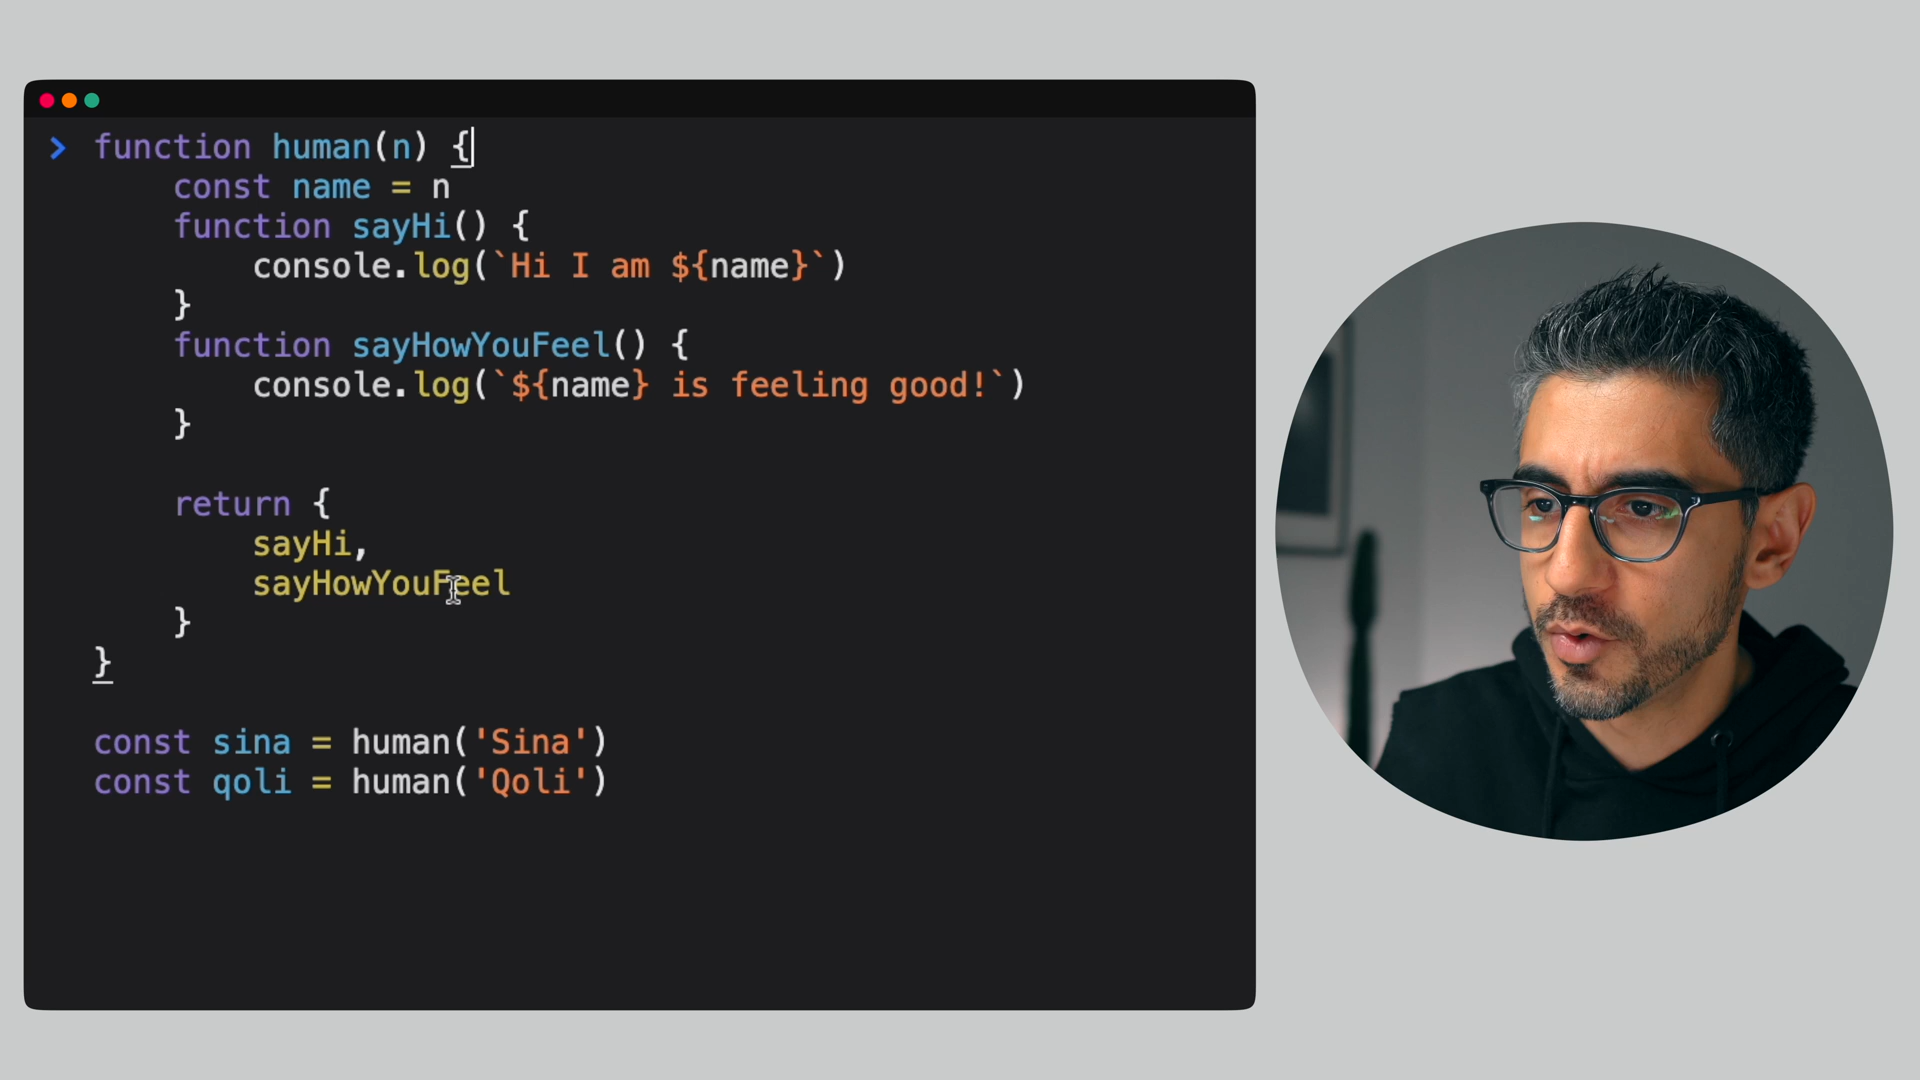 > function human(n) {
const name = n
function sayHi() {
console.log(`Hi I am ${name}`)
}
function sayHowYouFeel() {
console.log(`${name} is feeling good!`)
}
return {
sayHi,
sayHowYouFeel
}
}
const sina = human('Sina')
const qoli = human('Qoli')